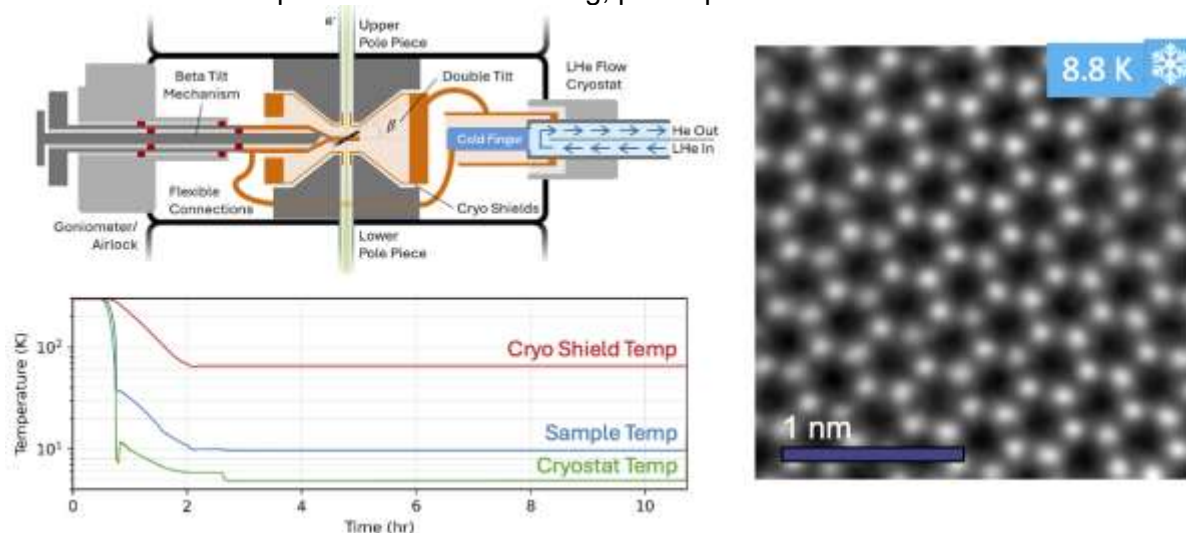 Upper
Pole Piece
Beta Tilt
Mechanism
Double Tilt
LHe Flow
Cryostat
β
Cold Finger
He Out
LHe In
Flexible
Connections
Cryo Shields
Goniometer/
Airlock
Lower
Pole Piece
8.8 K
1 nm
Temperature (K)
10²
10¹
Cryo Shield Temp
Sample Temp
Cryostat Temp
0 2 4 6 8 10
Time (hr)